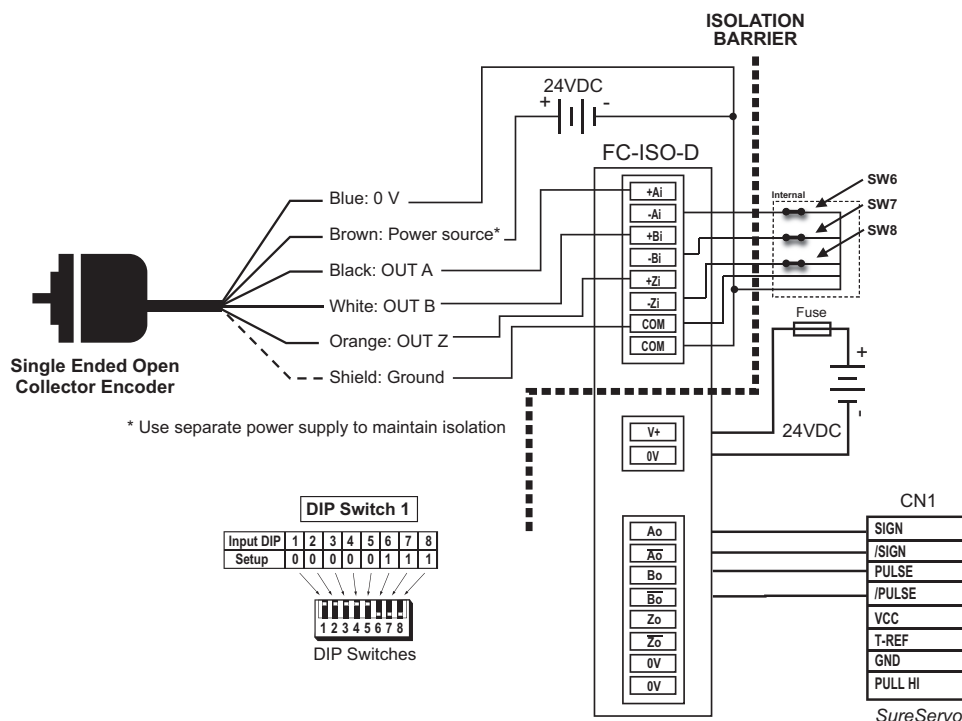 ISOLATION
BARRIER
24VDC
+ -
FC-ISO-D
Blue: 0 V
Brown: Power source*
Black: OUT A
White: OUT B
Orange: OUT Z
Shield: Ground
Single Ended Open
Collector Encoder
* Use separate power supply to maintain isolation
+Ai
-Ai
+Bi
-Bi
+Zi
-Zi
COM
COM
Internal
SW6
SW7
SW8
Fuse
+
-
24VDC
V+
0V
DIP Switch 1
Input DIP 1 2 3 4 5 6 7 8
Setup 0 0 0 0 0 1 1 1
1 2 3 4 5 6 7 8
DIP Switches
Ao
A̅o̅
Bo
B̅o̅
Zo
Z̅o̅
0V
0V
CN1
SIGN
/SIGN
PULSE
/PULSE
VCC
T-REF
GND
PULL HI
SureServo